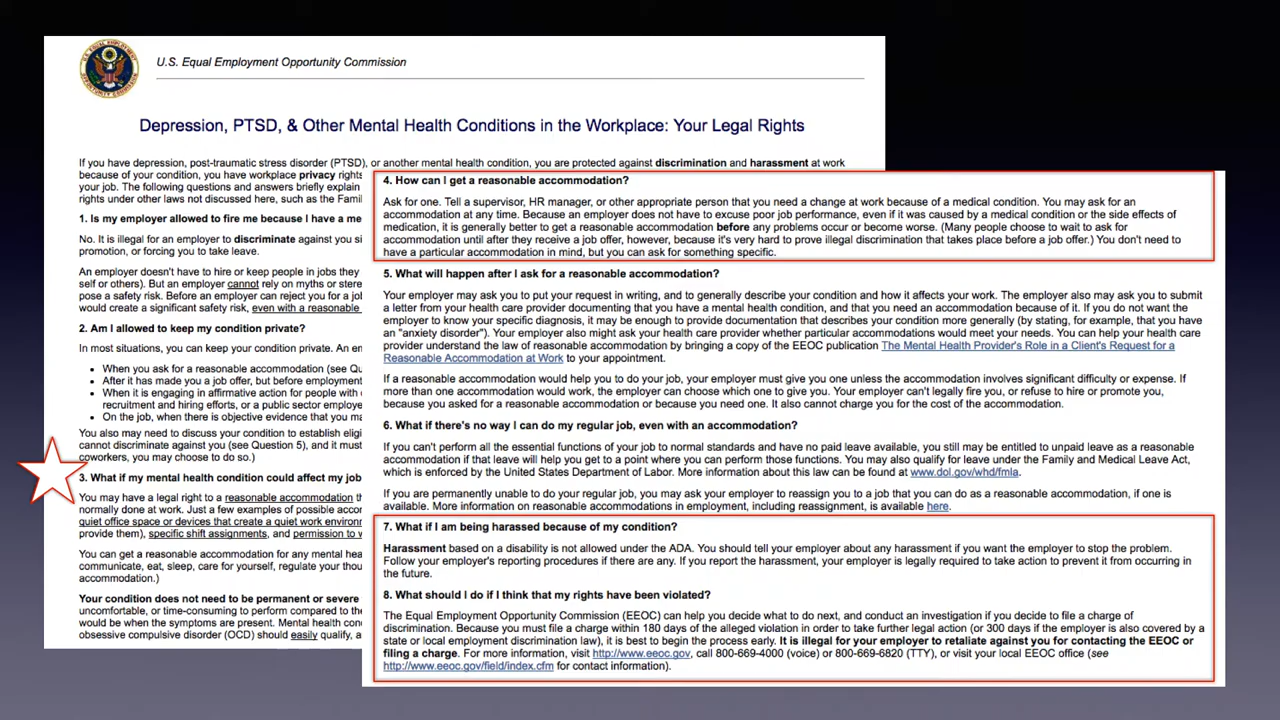 U.S. Equal Employment Opportunity Commission
Depression, PTSD, & Other Mental Health Conditions in the Workplace: Your Legal Rights
If you have depression, post-traumatic stress disorder (PTSD), or another mental health condition, you are protected against discrimination and harassment at work
because of your condition, you have workplace privacy rights
your job. The following questions and answers briefly explain
rights under other laws not discussed here, such as the Famil
1. Is my employer allowed to fire me because I have a me
No. It is illegal for an employer to discriminate against you si
promotion, or forcing you to take leave.
An employer doesn't have to hire or keep people in jobs they
self or others). But an employer cannot rely on myths or stere
pose a safety risk. Before an employer can reject you for a jol
would create a significant safety risk, even with a reasonable
2. Am I allowed to keep my condition private?
In most situations, you can keep your condition private. An em
When you ask for a reasonable accommodation (see Qu
After it has made you a job offer, but before employment
When it is engaging in affirmative action for people with
recruitment and hiring efforts, or a public sector employe
On the job, when there is objective evidence that you ma
You also may need to discuss your condition to establish eligi
cannot discriminate against you (see Question 5), and it must
coworkers, you may choose to do so.)
3. What if my mental health condition could affect my job
You may have a legal right to a reasonable accommodation th
normally done at work. Just a few examples of possible accom
quiet office space or devices that create a quiet work environr
provide them), specific shift assignments, and permission to w
You can get a reasonable accommodation for any mental hea
communicate, eat, sleep, care for yourself, regulate your thou
accommodation.)
Your condition does not need to be permanent or severe
uncomfortable, or time-consuming to perform compared to the
would be when the symptoms are present. Mental health conc
obsessive compulsive disorder (OCD) should easily qualify, a
4. How can I get a reasonable accommodation?
Ask for one. Tell a supervisor, HR manager, or other appropriate person that you need a change at work because of a medical condition. You may ask for an
accommodation at any time. Because an employer does not have to excuse poor job performance, even if it was caused by a medical condition or the side effects of
medication, it is generally better to get a reasonable accommodation before any problems occur or become worse. (Many people choose to wait to ask for
accommodation until after they receive a job offer, however, because it's very hard to prove illegal discrimination that takes place before a job offer.) You don't need to
have a particular accommodation in mind, but you can ask for something specific.
5. What will happen after I ask for a reasonable accommodation?
Your employer may ask you to put your request in writing, and to generally describe your condition and how it affects your work. The employer also may ask you to submit
a letter from your health care provider documenting that you have a mental health condition, and that you need an accommodation because of it. If you do not want the
employer to know your specific diagnosis, it may be enough to provide documentation that describes your condition more generally (by stating, for example, that you have
an "anxiety disorder"). Your employer also might ask your health care provider whether particular accommodations would meet your needs. You can help your health care
provider understand the law of reasonable accommodation by bringing a copy of the EEOC publication The Mental Health Provider's Role in a Client's Request for a
Reasonable Accommodation at Work to your appointment.
If a reasonable accommodation would help you to do your job, your employer must give you one unless the accommodation involves significant difficulty or expense. If
more than one accommodation would work, the employer can choose which one to give you. Your employer can't legally fire you, or refuse to hire or promote you,
because you asked for a reasonable accommodation or because you need one. It also cannot charge you for the cost of the accommodation.
6. What if there's no way I can do my regular job, even with an accommodation?
If you can't perform all the essential functions of your job to normal standards and have no paid leave available, you still may be entitled to unpaid leave as a reasonable
accommodation if that leave will help you get to a point where you can perform those functions. You may also qualify for leave under the Family and Medical Leave Act,
which is enforced by the United States Department of Labor. More information about this law can be found at www.dol.gov/whd/fmla.
If you are permanently unable to do your regular job, you may ask your employer to reassign you to a job that you can do as a reasonable accommodation, if one is
available. More information on reasonable accommodations in employment, including reassignment, is available here.
7. What if I am being harassed because of my condition?
Harassment based on a disability is not allowed under the ADA. You should tell your employer about any harassment if you want the employer to stop the problem.
Follow your employer's reporting procedures if there are any. If you report the harassment, your employer is legally required to take action to prevent it from occurring in
the future.
8. What should I do if I think that my rights have been violated?
The Equal Employment Opportunity Commission (EEOC) can help you decide what to do next, and conduct an investigation if you decide to file a charge of
discrimination. Because you must file a charge within 180 days of the alleged violation in order to take further legal action (or 300 days if the employer is also covered by a
state or local employment discrimination law), it is best to begin the process early. It is illegal for your employer to retaliate against you for contacting the EEOC or
filing a charge. For more information, visit http://www.eeoc.gov, call 800-669-4000 (voice) or 800-669-6820 (TTY), or visit your local EEOC office (see
http://www.eeoc.gov/field/index.cfm for contact information).